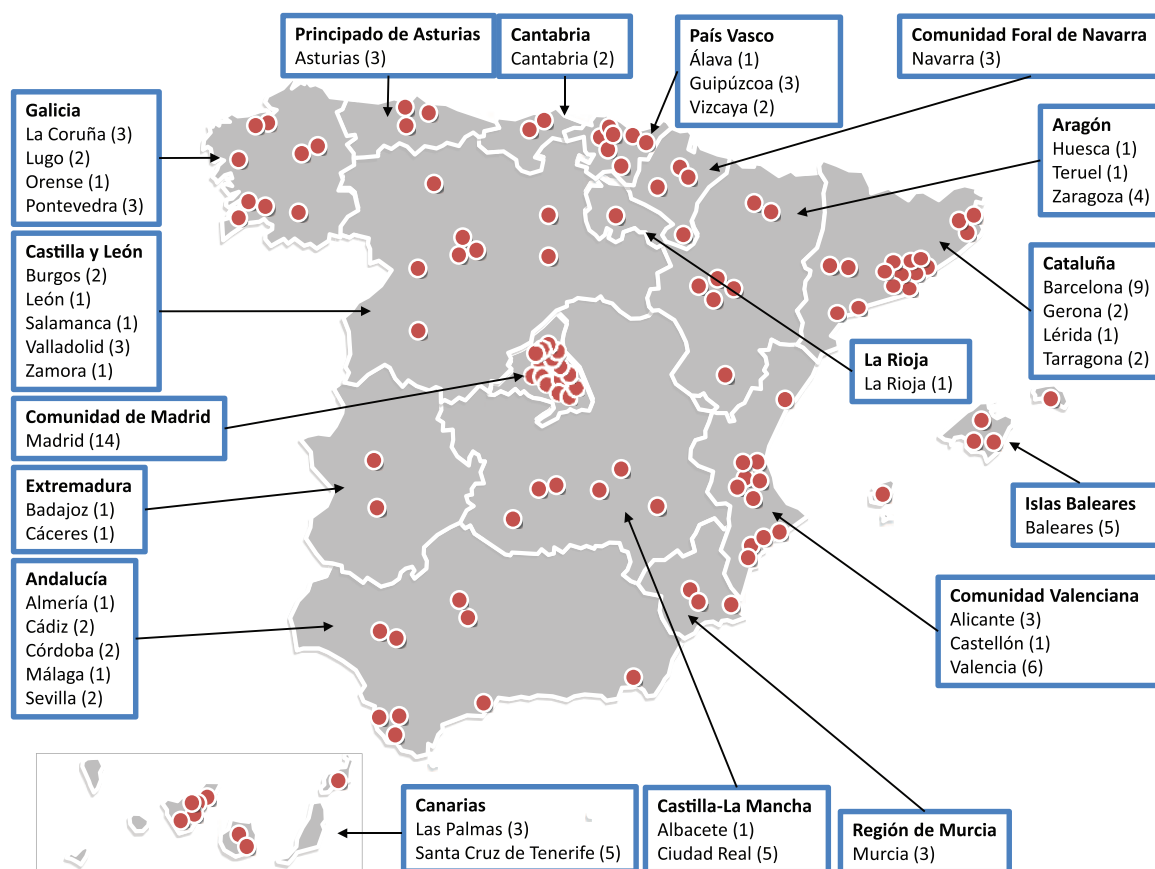 Principado de Asturias
Asturias (3)
Cantabria
Cantabria (2)
País Vasco
Álava (1)
Guipúzcoa (3)
Vizcaya (2)
Comunidad Foral de Navarra
Navarra (3)
Galicia
La Coruña (3)
Lugo (2)
Orense (1)
Pontevedra (3)
Aragón
Huesca (1)
Teruel (1)
Zaragoza (4)
Castilla y León
Burgos (2)
León (1)
Salamanca (1)
Valladolid (3)
Zamora (1)
Cataluña
Barcelona (9)
Gerona (2)
Lérida (1)
Tarragona (2)
La Rioja
La Rioja (1)
Comunidad de Madrid
Madrid (14)
Extremadura
Badajoz (1)
Cáceres (1)
Islas Baleares
Baleares (5)
Andalucía
Almería (1)
Cádiz (2)
Córdoba (2)
Málaga (1)
Sevilla (2)
Comunidad Valenciana
Alicante (3)
Castellón (1)
Valencia (6)
Canarias
Las Palmas (3)
Santa Cruz de Tenerife (5)
Castilla-La Mancha
Albacete (1)
Ciudad Real (5)
Región de Murcia
Murcia (3)